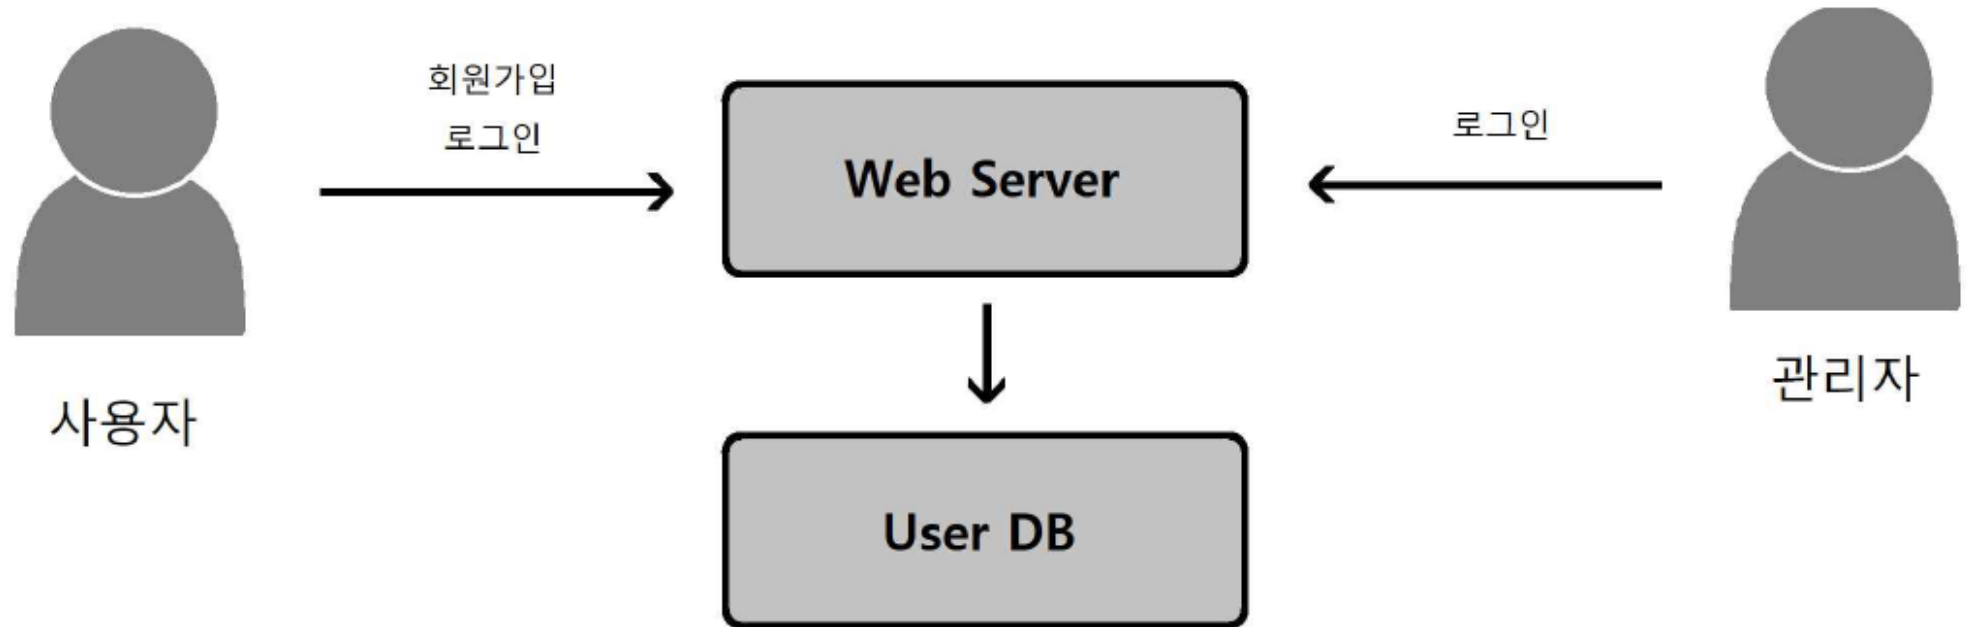 회원가입
로그인
Web Server
로그인
사용자
관리자
User DB